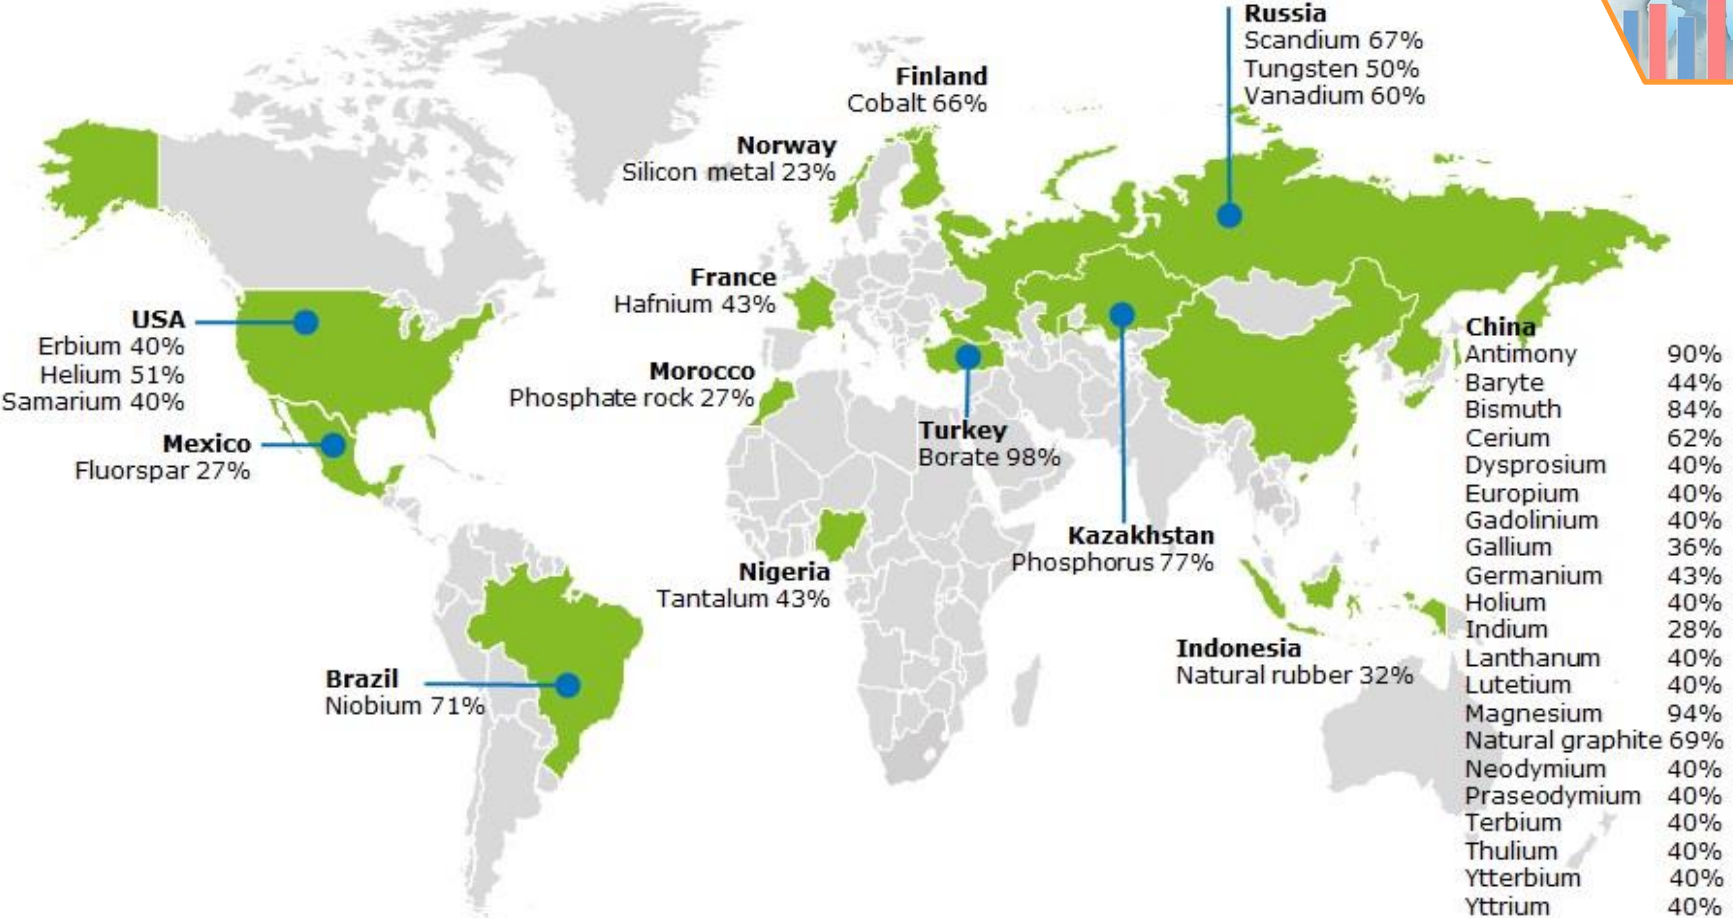 Russia
Scandium 67%
Tungsten 50%
Vanadium 60%
Finland
Cobalt 66%
Norway
Silicon metal 23%
France
Hafnium 43%
USA
Erbium 40%
Helium 51%
Samarium 40%
Morocco
Phosphate rock 27%
Mexico
Fluorspar 27%
Turkey
Borate 98%
Kazakhstan
Phosphorus 77%
Nigeria
Tantalum 43%
Indonesia
Natural rubber 32%
Brazil
Niobium 71%
China
Antimony 90%
Baryte 44%
Bismuth 84%
Cerium 62%
Dysprosium 40%
Europium 40%
Gadolinium 40%
Gallium 36%
Germanium 43%
Holium 40%
Indium 28%
Lanthanum 40%
Lutetium 40%
Magnesium 94%
Natural graphite 69%
Neodymium 40%
Praseodymium 40%
Terbium 40%
Thulium 40%
Ytterbium 40%
Yttrium 40%